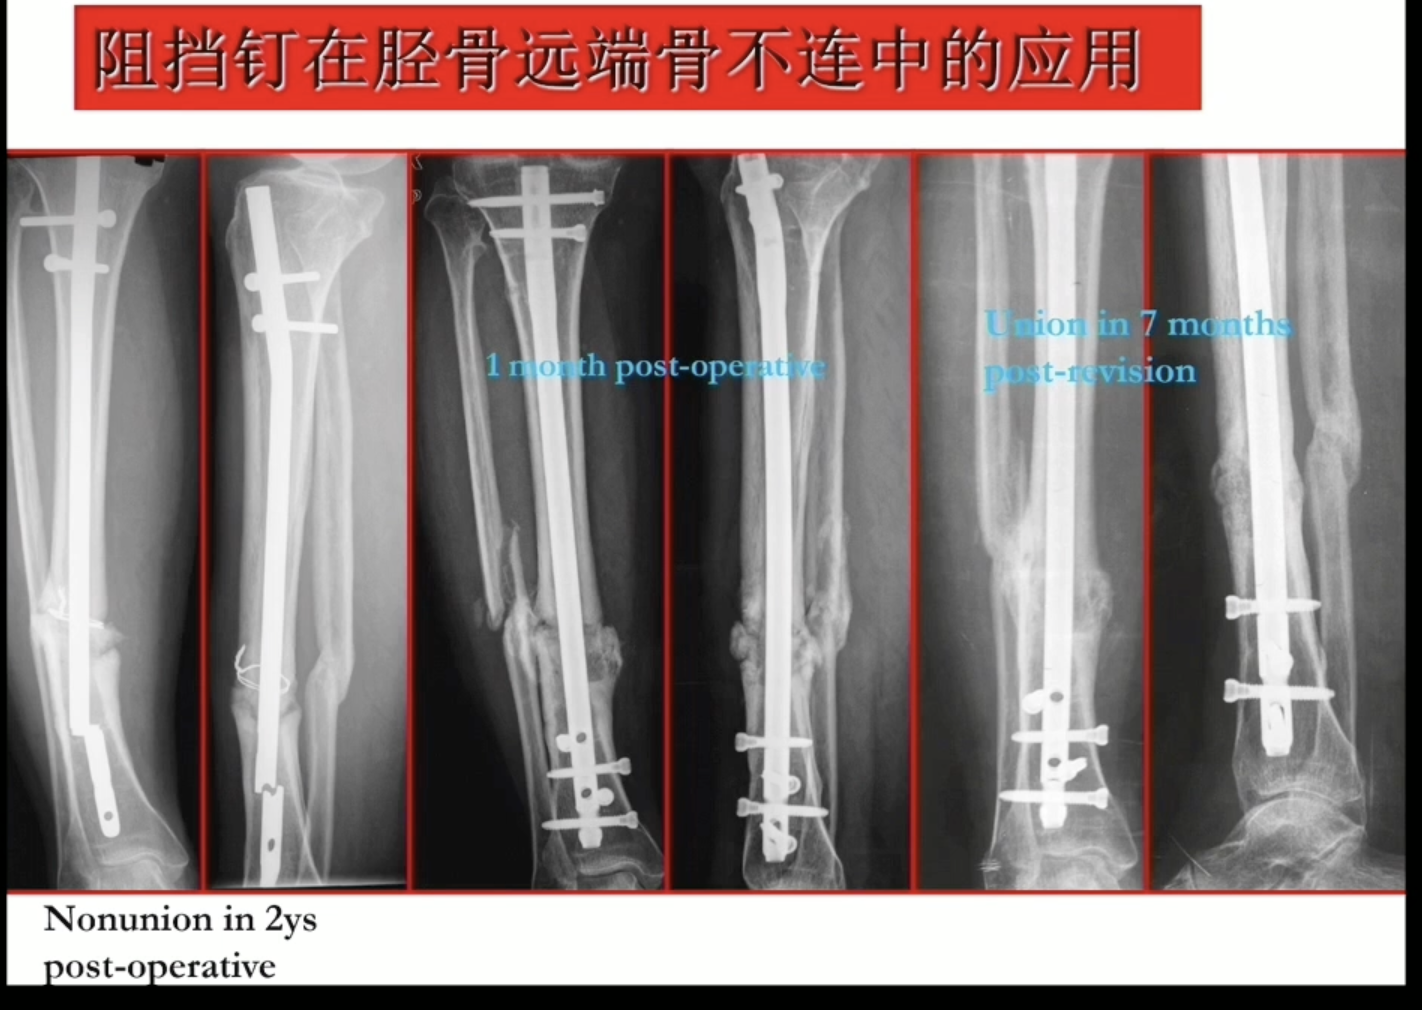 阻挡钉在胫骨远端骨不连中的应用
1 month post-operative
Union in 7 months
post-revision
Nonunion in 2ys
post-operative